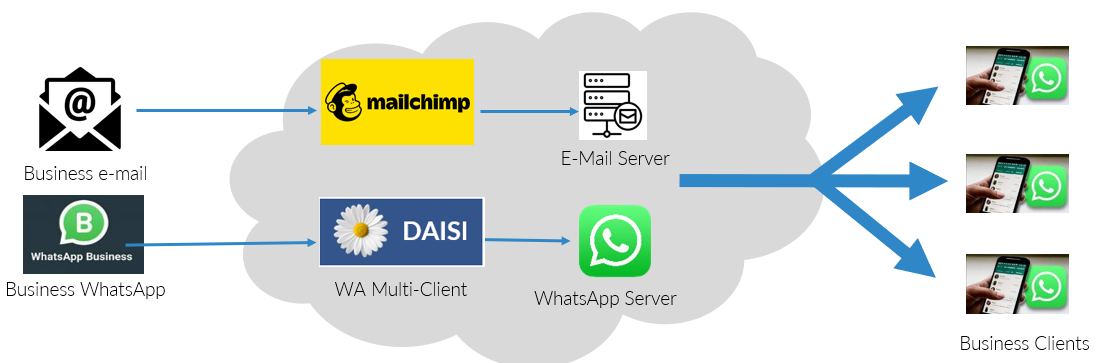 @
Business e-mail
mailchimp
E-Mail Server
B
WhatsApp Business
Business WhatsApp
DAISI
WA Multi-Client
WhatsApp Server
Business Clients